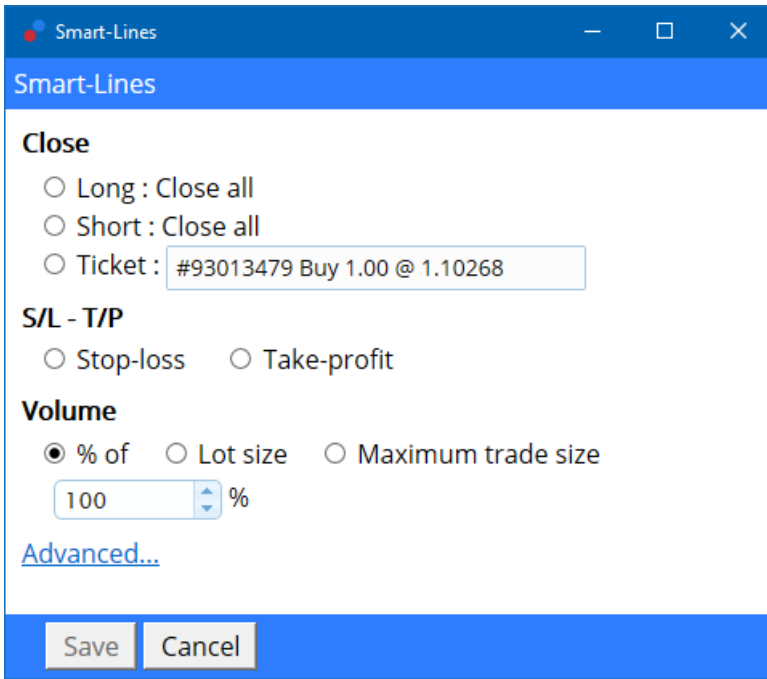 Smart-Lines
Smart-Lines
Close
Long : Close all
Short : Close all
Ticket : #93013479 Buy 1.00 @ 1.10268
S/L - T/P
Stop-loss Take-profit
Volume
% of Lot size Maximum trade size
100 %
Advanced...
Save Cancel